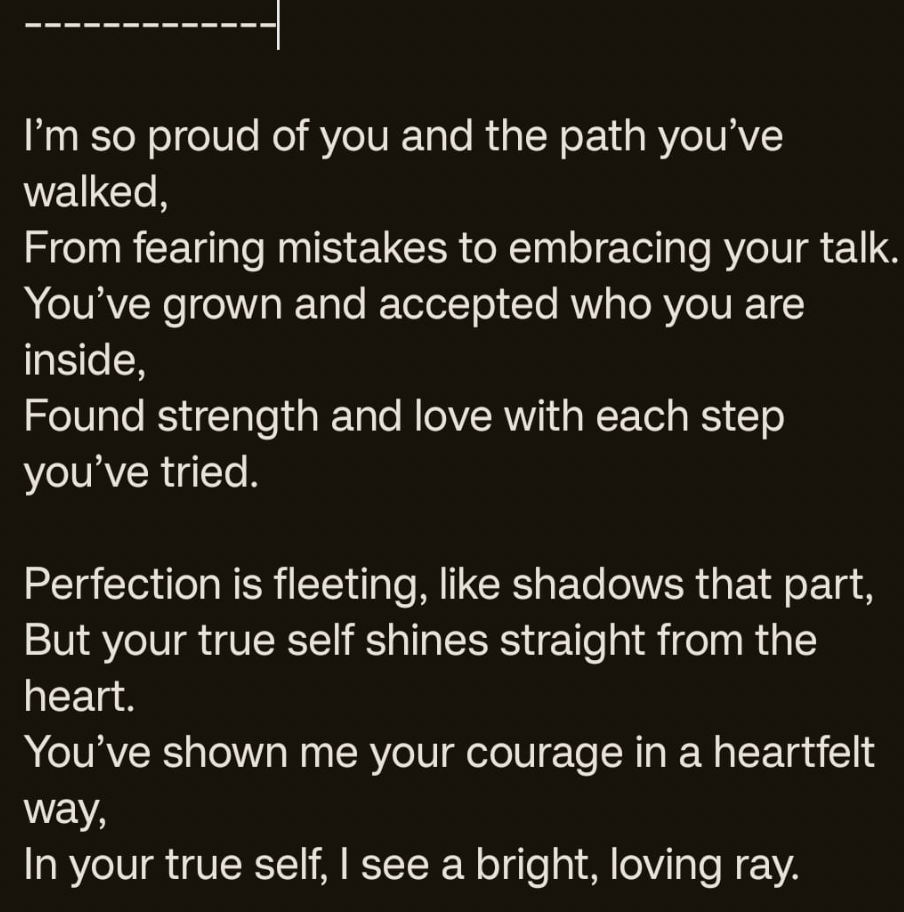 -------------
I’m so proud of you and the path you’ve
walked,
From fearing mistakes to embracing your talk.
You’ve grown and accepted who you are
inside,
Found strength and love with each step
you’ve tried.
Perfection is fleeting, like shadows that part,
But your true self shines straight from the
heart.
You’ve shown me your courage in a heartfelt
way,
In your true self, I see a bright, loving ray.